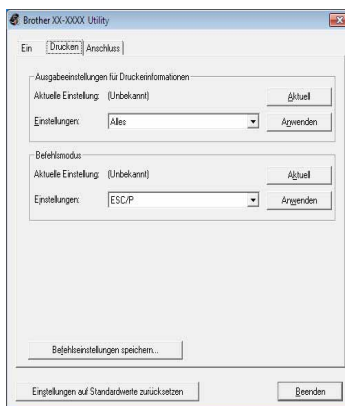 Brother XX-XXXX Utility
Ein Drucken Anschluss
Ausgabeeinstellungen für Druckerinformationen
Aktuelle Einstellung: (Unbekannt) Aktuell
Einstellungen: Alles Anwenden
Befehlsmodus
Aktuelle Einstellung: (Unbekannt) Aktuell
Einstellungen: ESC/P Anwenden
Befehlseinstellungen speichern...
Einstellungen auf Standardwerte zurücksetzen Beenden